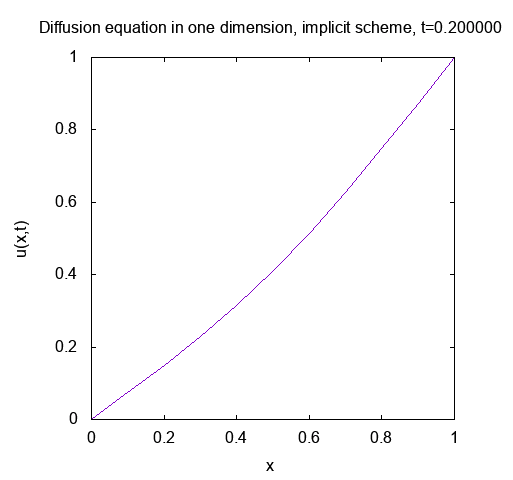 Diffusion equation in one dimension, implicit scheme, t=0.200000
1
0.8
0.6
0.4
0.2
0
u(x,t)
0 0.2 0.4 0.6 0.8 1
x